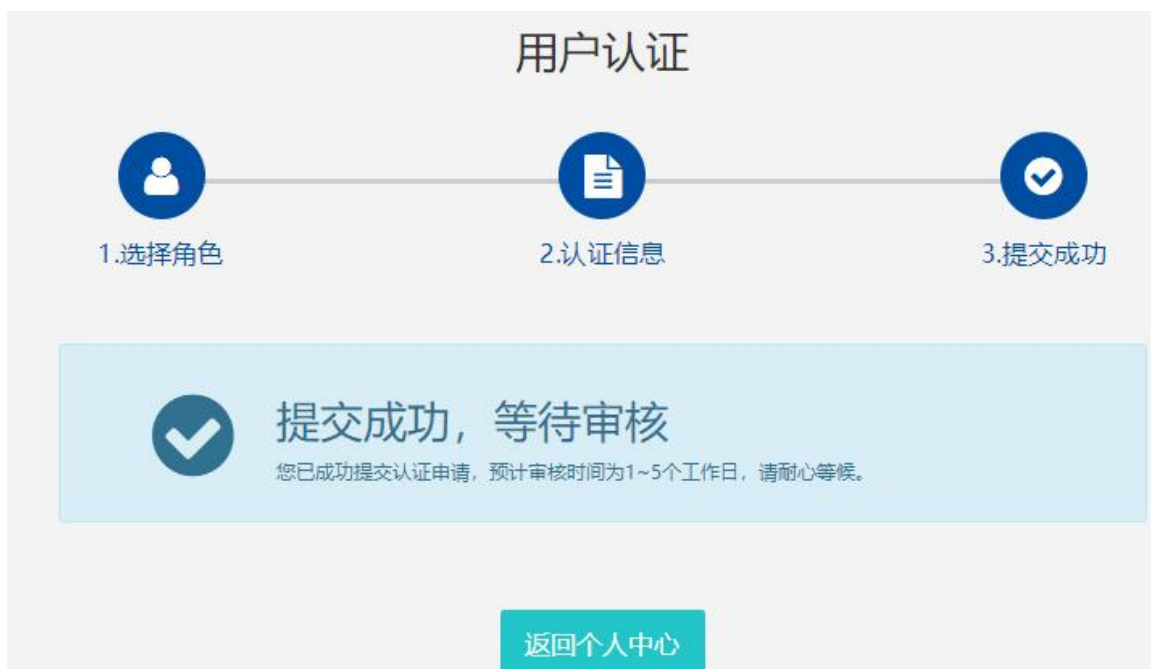 用户认证
1.选择角色
2.认证信息
3.提交成功
提交成功，等待审核
您已成功提交认证申请，预计审核时间为1~5个工作日，请耐心等候。
返回个人中心